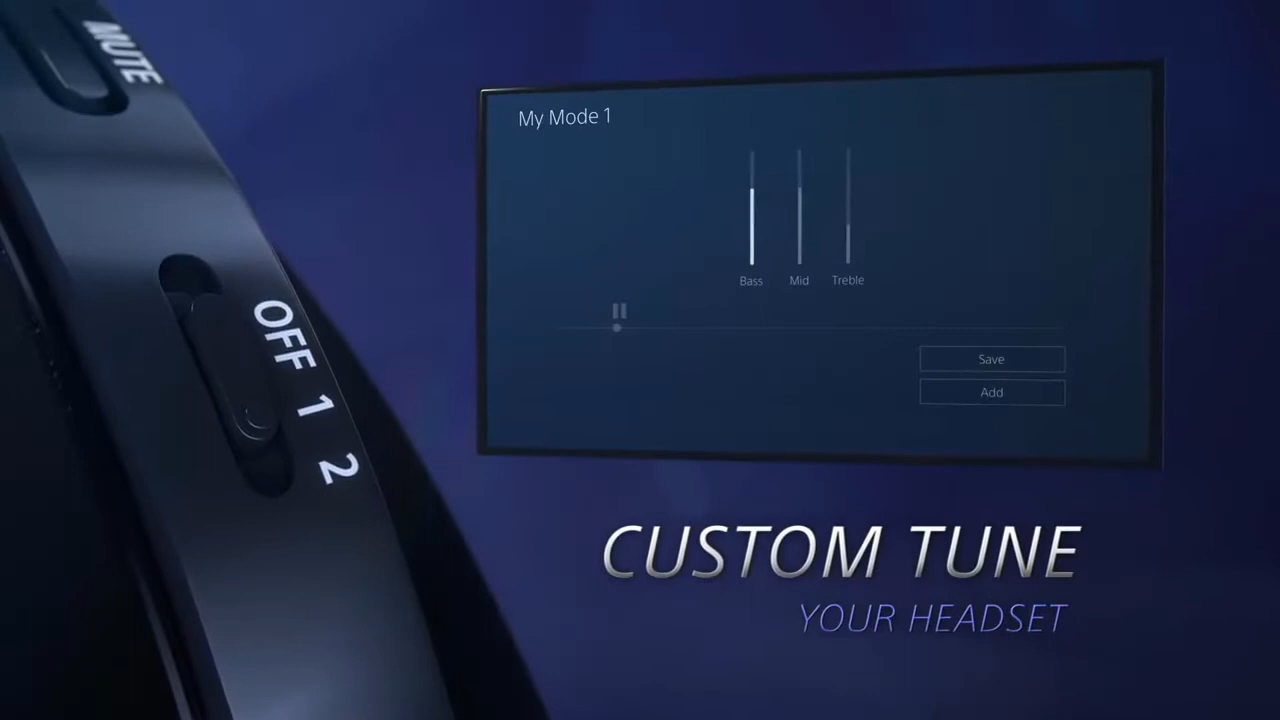 MUTE
OFF
1
2
My Mode 1
Bass Mid Treble
Save
Add
CUSTOM TUNE
YOUR HEADSET